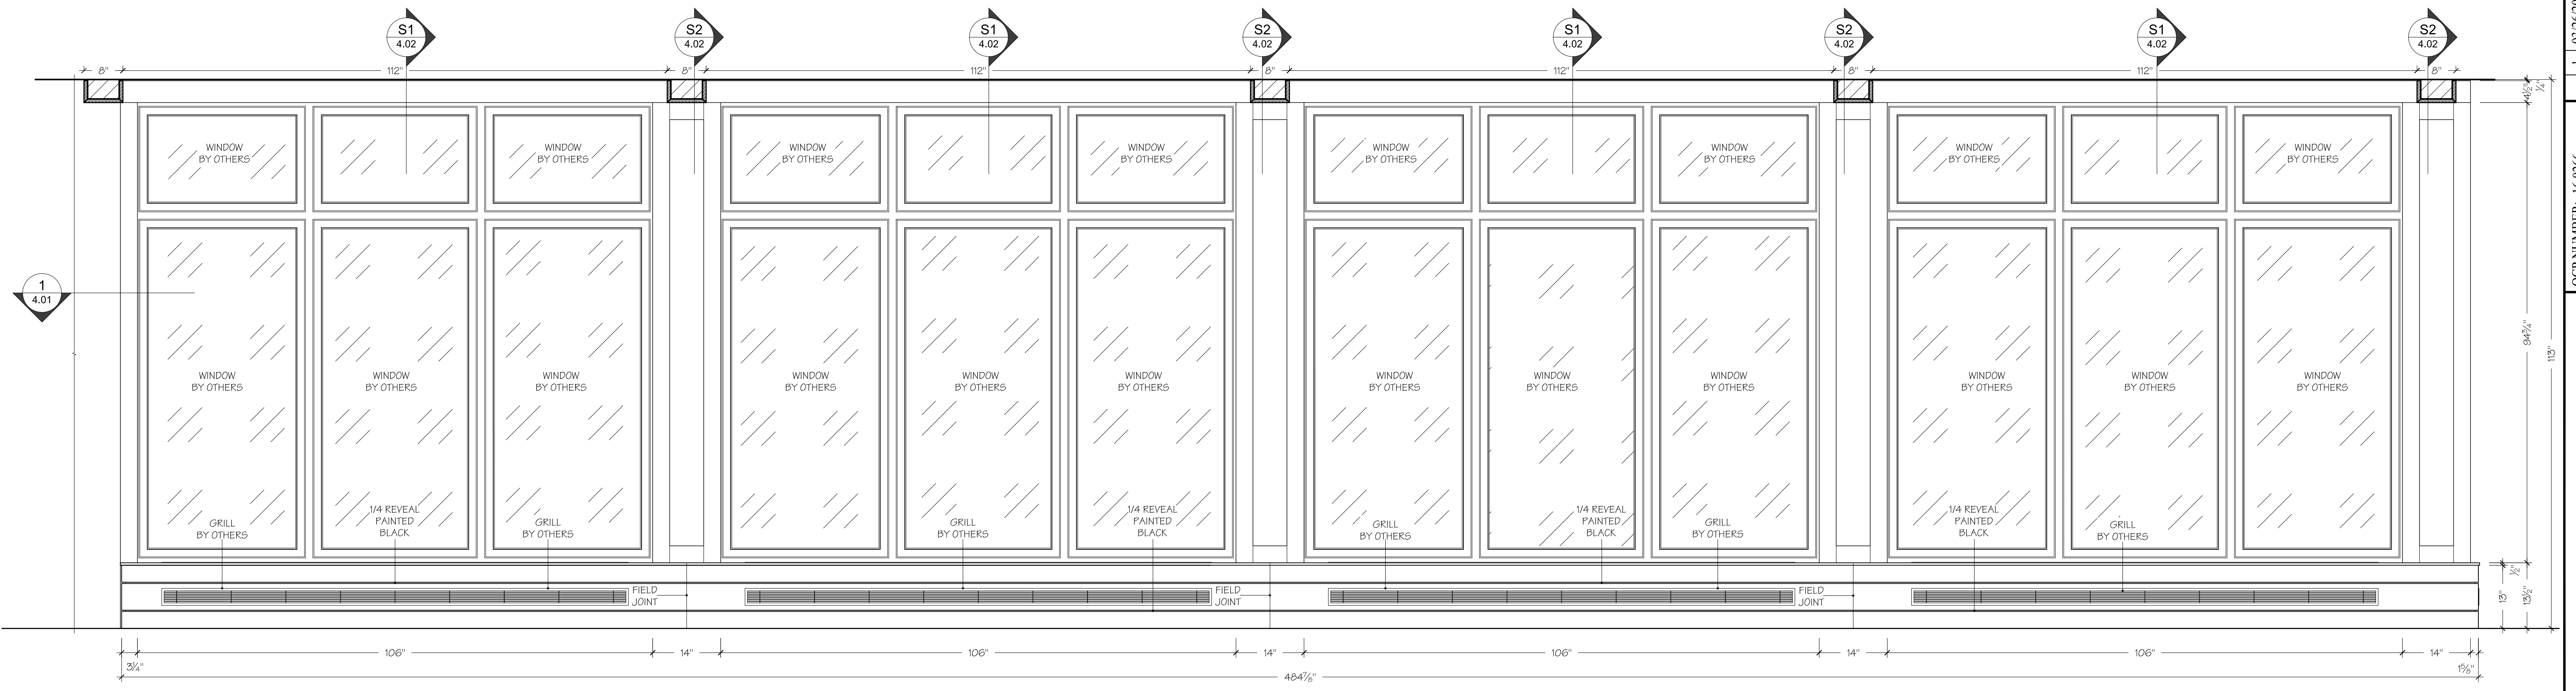 S1
4.02
S2
4.02
S1
4.02
S2
4.02
S1
4.02
S2
4.02
S1
4.02
S2
4.02
8"
112"
8"
112"
8"
112"
8"
112"
8"
4½"
¼"
WINDOW
BY OTHERS
WINDOW
BY OTHERS
WINDOW
BY OTHERS
WINDOW
BY OTHERS
WINDOW
BY OTHERS
WINDOW
BY OTHERS
WINDOW
BY OTHERS
WINDOW
BY OTHERS
1
4.01
94¾"
113"
WINDOW
BY OTHERS
WINDOW
BY OTHERS
WINDOW
BY OTHERS
WINDOW
BY OTHERS
WINDOW
BY OTHERS
WINDOW
BY OTHERS
WINDOW
BY OTHERS
WINDOW
BY OTHERS
WINDOW
BY OTHERS
WINDOW
BY OTHERS
WINDOW
BY OTHERS
WINDOW
BY OTHERS
GRILL
BY OTHERS
1/4 REVEAL
PAINTED
BLACK
GRILL
BY OTHERS
GRILL
BY OTHERS
1/4 REVEAL
PAINTED
BLACK
GRILL
BY OTHERS
1/4 REVEAL
PAINTED
BLACK
GRILL
BY OTHERS
1/4 REVEAL
PAINTED
BLACK
GRILL
BY OTHERS
FIELD
JOINT
FIELD
JOINT
FIELD
JOINT
½"
13"
13½"
3¼"
106"
14"
106"
14"
106"
14"
106"
14"
1⅝"
484⅞"